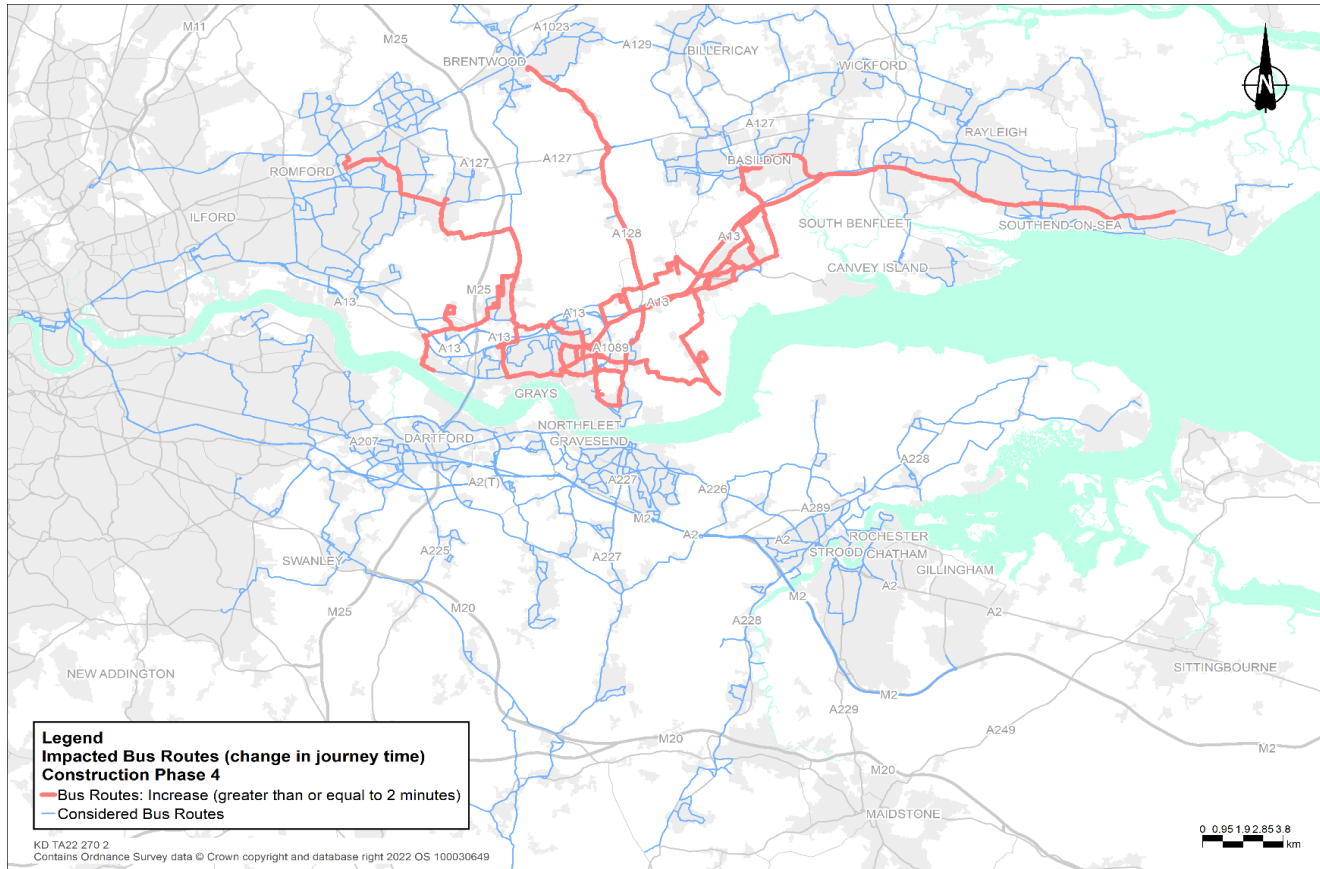 M11
M25
A1023
A129
BILLERICAY
BRENTWOOD
WICKFORD
N
A127
RAYLEIGH
A127
A127
BASILDON
ROMFORD
ILFORD
A128
A13
SOUTH BENFLEET
SOUTHEND-ON-SEA
CANVEY ISLAND
M25
A13
A13
A13
A13
A13
A1089
GRAYS
NORTHFLEET
GRAVESEND
DARTFORD
A207
A228
A2(T)
A227
A226
A289
M2
A2
A2
ROCHESTER
STROOD
CHATHAM
GILLINGHAM
SWANLEY
A225
A227
A2
M2
A2
M25
M20
A228
SITTINGBOURNE
NEW ADDINGTON
M2
A229
A249
M20
M2
M20
MAIDSTONE
Legend
Impacted Bus Routes (change in journey time)
Construction Phase 4
Bus Routes: Increase (greater than or equal to 2 minutes)
Considered Bus Routes
0 0.95 1.9 2.85 3.8
km
KD TA22 270 2
Contains Ordnance Survey data © Crown copyright and database right 2022 OS 100030649